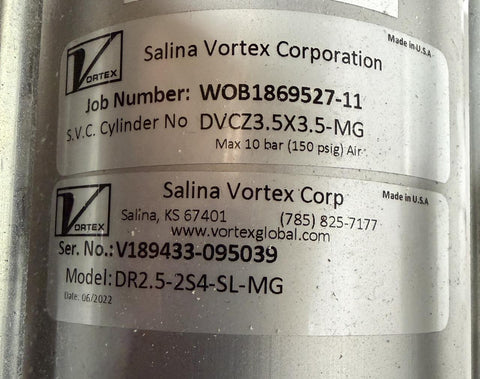 VORTEX
Salina Vortex Corporation
Made in U.S.A
Job Number: WOB1869527-11
S.V.C. Cylinder No DVCZ3.5X3.5-MG
Max 10 bar (150 psig) Air
VORTEX
Salina Vortex Corp
Made in U.S.A
Salina, KS 67401 (785) 825-7177
www.vortexglobal.com
Ser. No.: V189433-095039
Model: DR2.5-2S4-SL-MG
Date: 06/2022